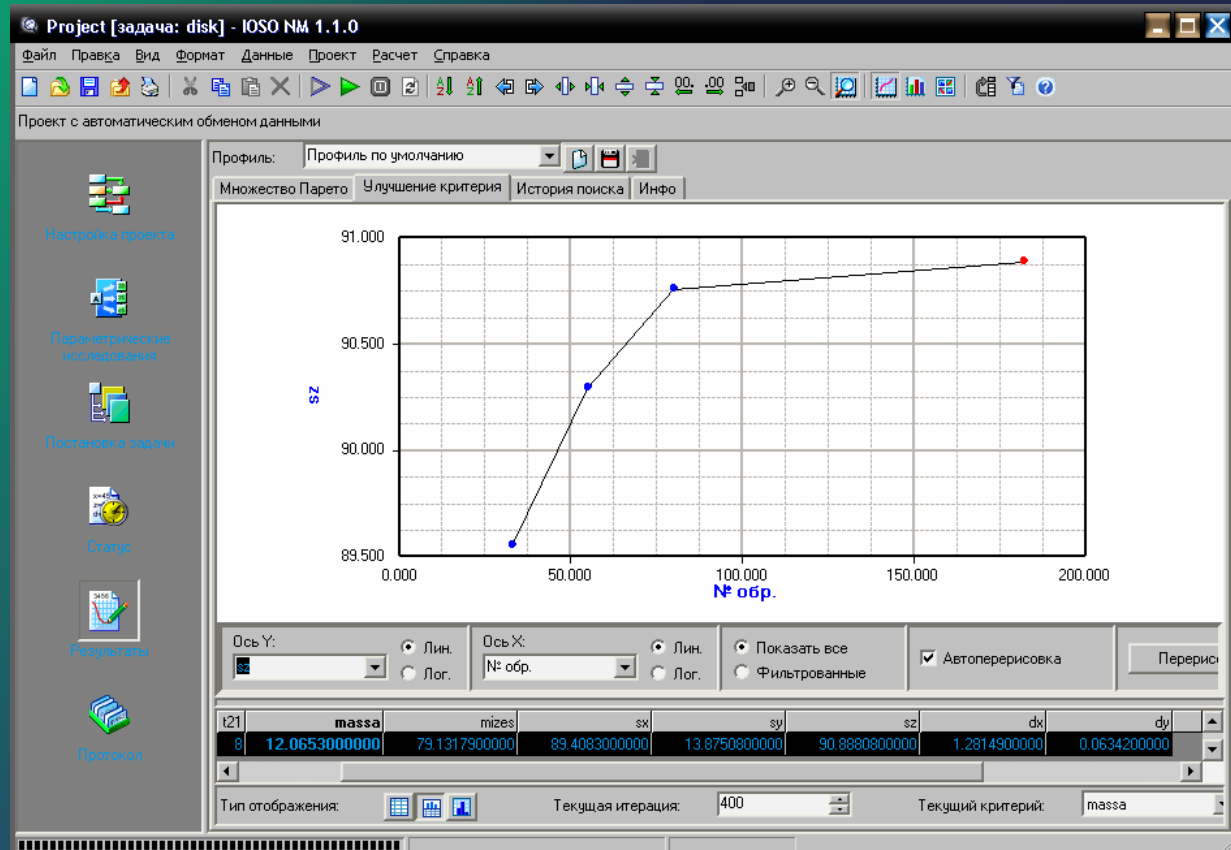 Project [задача: disk] - IOSO NM 1.1.0
Файл Правка Вид Формат Данные Проект Расчет Справка
Проект с автоматическим обменом данными
Настройка проекта
Параметрические
исследования
Постановка задачи
Статус
Результаты
Протокол
Профиль: Профиль по умолчанию
Множество Парето Улучшение критерия История поиска Инфо
91.000
90.500
90.000
89.500
sz
0.000 50.000 100.000 150.000 200.000
№ обр.
Ось Y: Лин. Ось X: Лин. Показать все Автоперерисовка
sz Лог. № обр. Лог. Фильтрованные
t21 massa mizes sx sy sz dx dy
8 12.0653000000 79.1317900000 89.4083000000 13.8750800000 90.8880800000 1.2814900000 0.0634200000
Тип отображения: Текущая итерация: 400 Текущий критерий: massa